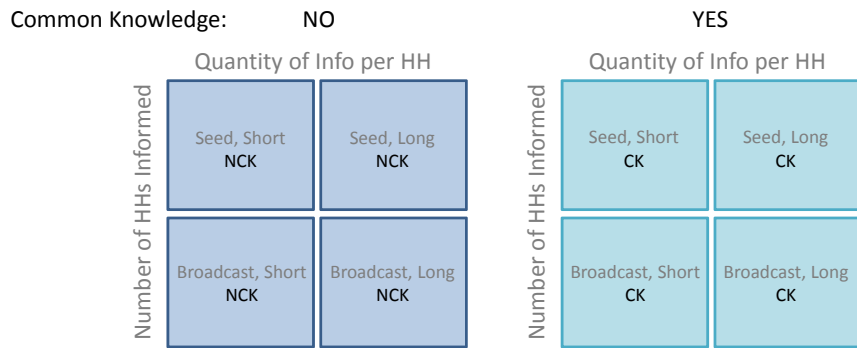 Common Knowledge: NO YES
Quantity of Info per HH Quantity of Info per HH
Number of HHs Informed
Seed, Short
NCK
Seed, Long
NCK
Broadcast, Short
NCK
Broadcast, Long
NCK
Number of HHs Informed
Seed, Short
CK
Seed, Long
CK
Broadcast, Short
CK
Broadcast, Long
CK